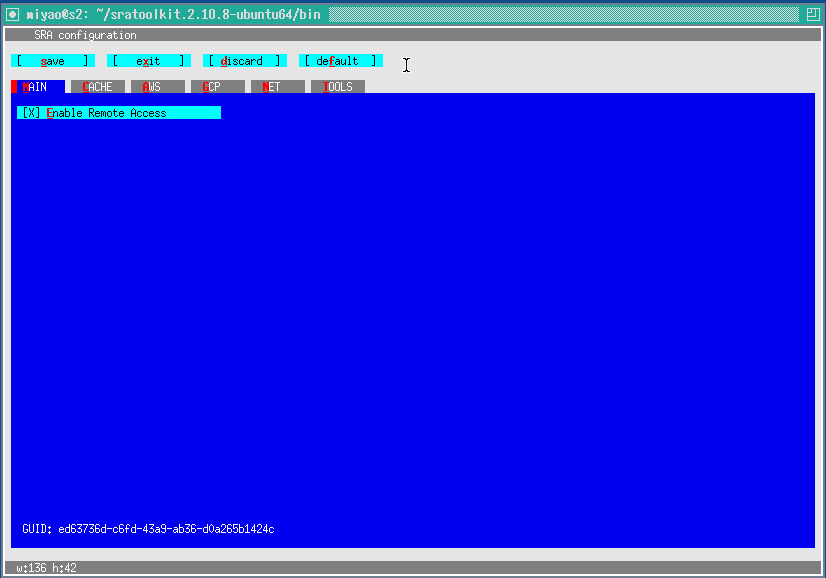 miyao@s2: ~/sratoolkit.2.10.8-ubuntu64/bin
SRA configuration
[ save ] [ exit ] [ discard ] [ default ]
MAIN CACHE AWS GCP NET TOOLS
[X] Enable Remote Access
GUID: ed63736d-c6fd-43a9-ab36-d0a265b1424c
w:136 h:42